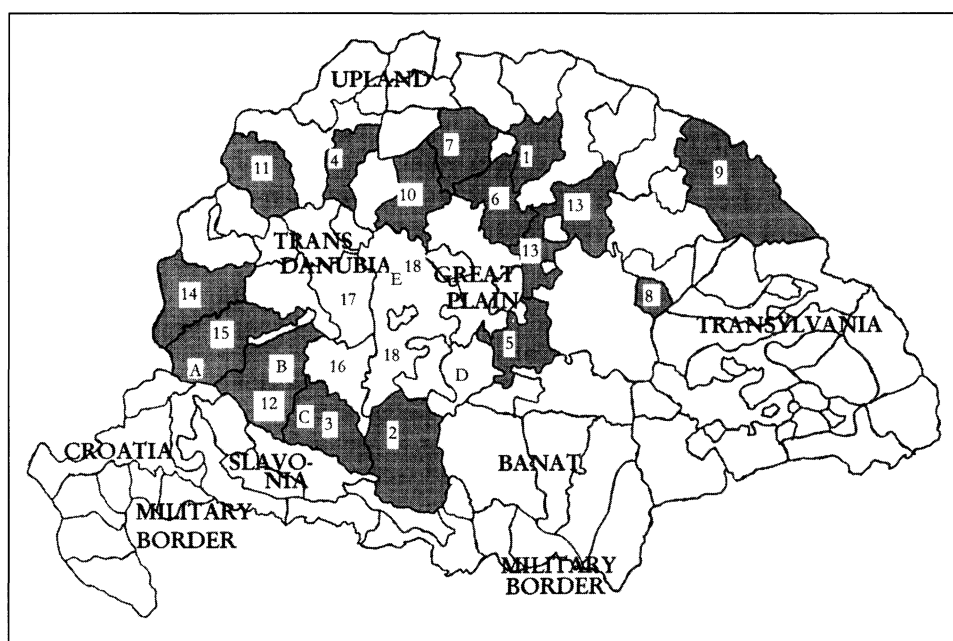 UPLAND
7
1
11
4
9
10
6
13
TRANS
DANUBIA
13
E
18
GREAT
PLAIN
14
17
8
TRANSYLVANIA
15
5
A
B
16
18
D
12
C
3
2
CROATIA
SLAVO-
NIA
BANAT
MILITARY
BORDER
MILITARY
BORDER